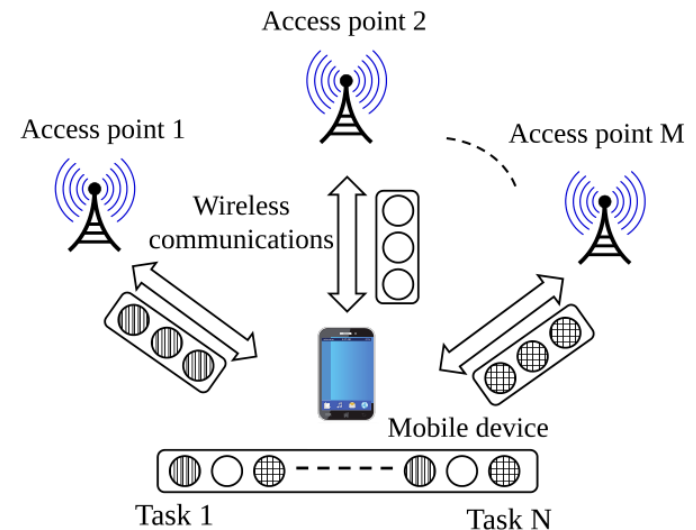 Access point 2
Access point 1
Access point M
Wireless
communications
Mobile device
Task 1
Task N